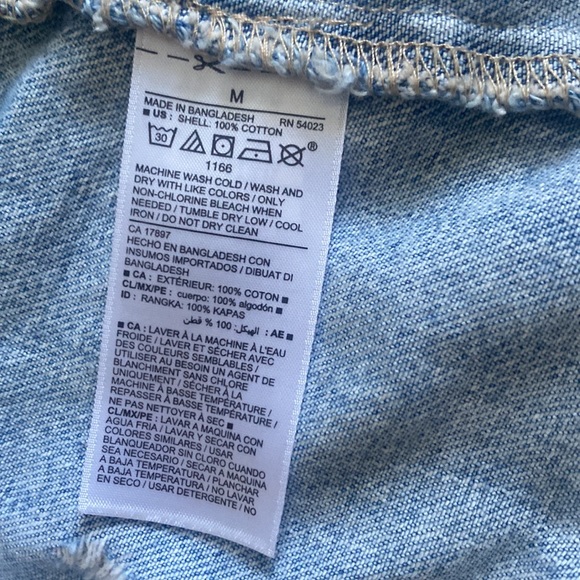 M
MADE IN BANGLADESH RN 54023
■ US : SHELL: 100% COTTON
30 ®
1166
MACHINE WASH COLD / WASH AND
DRY WITH LIKE COLORS / ONLY
NON-CHLORINE BLEACH WHEN
NEEDED / TUMBLE DRY LOW / COOL
IRON / DO NOT DRY CLEAN
CA 17897
HECHO EN BANGLADESH CON
INSUMOS IMPORTADOS / DIBUAT DI
BANGLADESH
■ CA : EXTÉRIEUR: 100% COTON ■
CL/MX/PE : cuerpo: 100% algodón ■
ID : RANGKA: 100% KAPAS
■ AE : الهيكل: 100 % قطن
■ CA : LAVER À LA MACHINE À L'EAU
FROIDE / LAVER ET SÉCHER AVEC
DES COULEURS SEMBLABLES /
UTILISER AU BESOIN UN AGENT DE
BLANCHIMENT SANS CHLORE
UNIQUEMENT / SÉCHER À LA
MACHINE À BASSE TEMPÉRATURE /
REPASSER À BASSE TEMPÉRATURE /
NE PAS NETTOYER À SEC ■
CL/MX/PE : LAVAR A MAQUINA CON
AGUA FRIA / LAVAR Y SECAR CON
COLORES SIMILARES / USAR
BLANQUEADOR SIN CLORO CUANDO
SEA NECESARIO / SECAR A MAQUINA
A BAJA TEMPERATURA / PLANCHAR
A BAJA TEMPERATURA / NO LAVAR
EN SECO / USAR DETERGENTE / NO